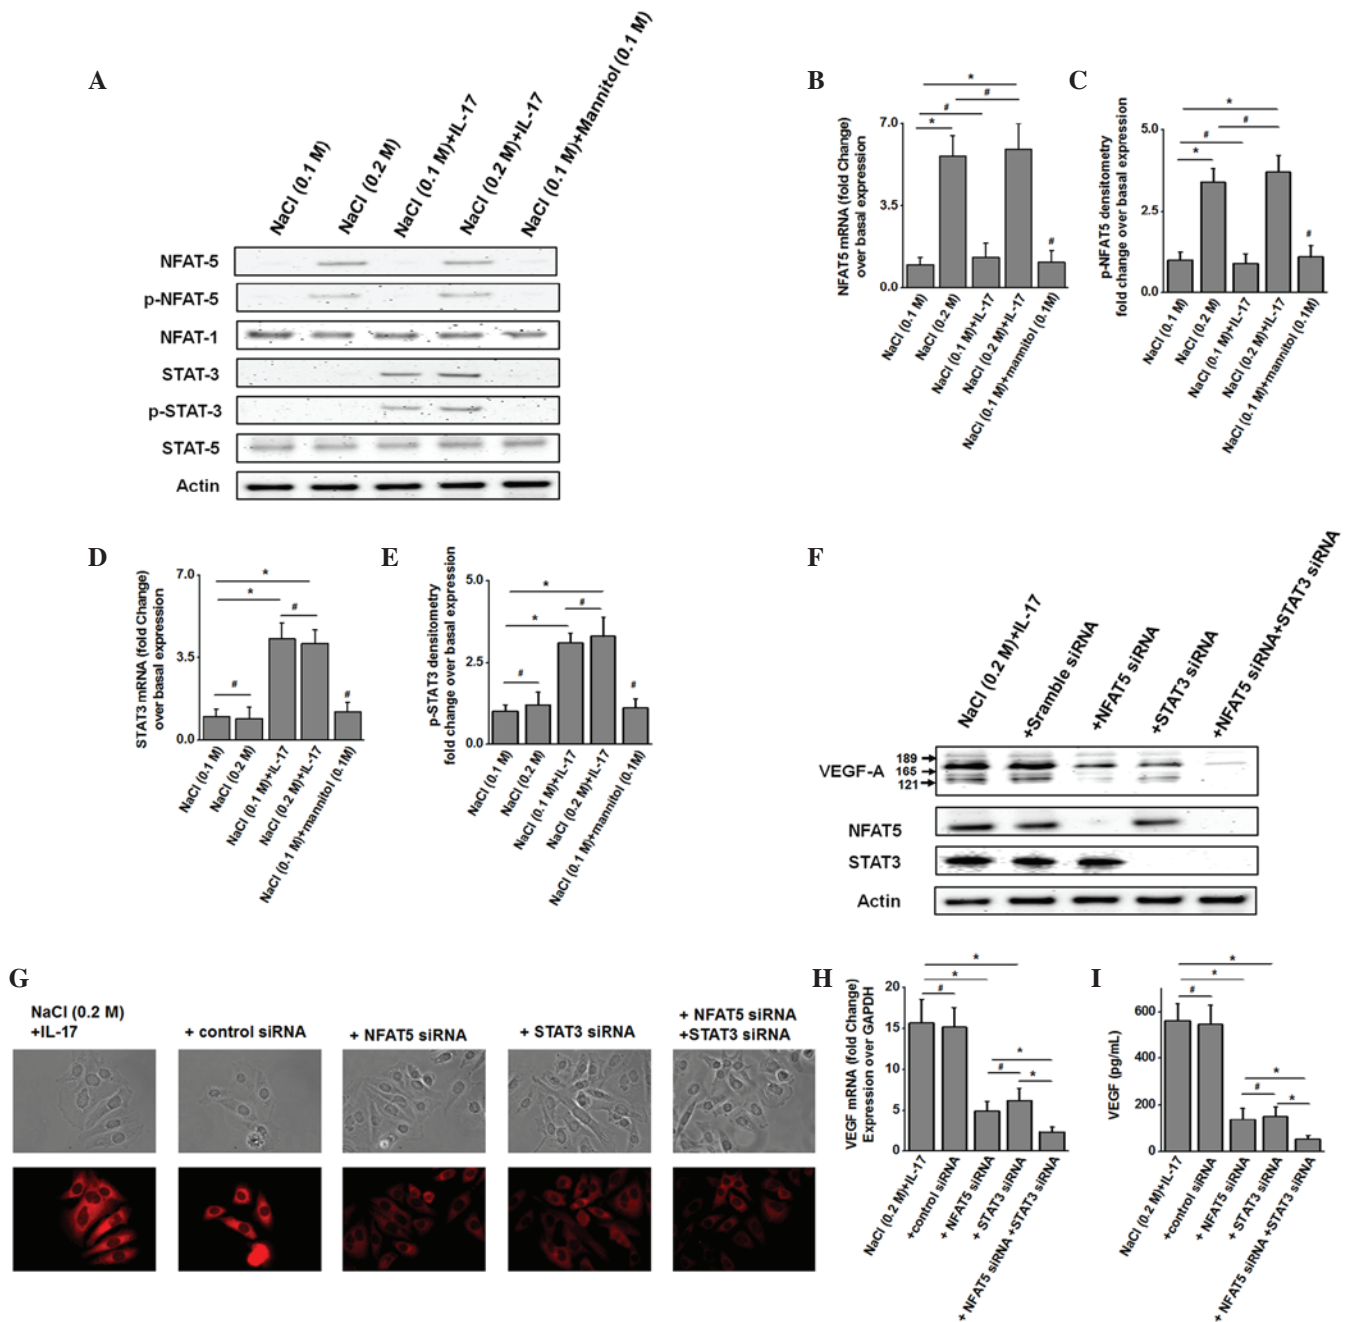 A
NaCl (0.1 M)
NaCl (0.2 M)
NaCl (0.1 M)+IL-17
NaCl (0.2 M)+IL-17
NaCl (0.1 M)+Mannitol (0.1 M)
NFAT-5
p-NFAT-5
NFAT-1
STAT-3
p-STAT-3
STAT-5
Actin
B
NFAT5 mRNA (fold Change)
over basal expression
7.0
3.5
0.0
*
#
#
*
#
NaCl (0.1 M)
NaCl (0.2 M)
NaCl (0.1 M)+IL-17
NaCl (0.2 M)+IL-17
NaCl (0.1 M)+mannitol (0.1M)
C
p-NFAT5 densitometry
fold change over basal expression
5.0
2.5
0.0
*
#
#
*
#
NaCl (0.1 M)
NaCl (0.2 M)
NaCl (0.1 M)+IL-17
NaCl (0.2 M)+IL-17
NaCl (0.1 M)+mannitol (0.1M)
D
STAT3 mRNA (fold Change)
over basal expression
7.0
3.5
0.0
*
*
#
#
#
NaCl (0.1 M)
NaCl (0.2 M)
NaCl (0.1 M)+IL-17
NaCl (0.2 M)+IL-17
NaCl (0.1 M)+mannitol (0.1M)
E
p-STAT3 densitometry
fold change over basal expression
5.0
2.5
0.0
*
#
*
#
#
NaCl (0.1 M)
NaCl (0.2 M)
NaCl (0.1 M)+IL-17
NaCl (0.2 M)+IL-17
NaCl (0.1 M)+mannitol (0.1M)
F
NaCl (0.2 M)+IL-17
+Sramble siRNA
+NFAT5 siRNA
+STAT3 siRNA
+NFAT5 siRNA+STAT3 siRNA
VEGF-A
189
165
121
NFAT5
STAT3
Actin
G
NaCl (0.2 M)
+IL-17
+ control siRNA
+ NFAT5 siRNA
+ STAT3 siRNA
+ NFAT5 siRNA
+STAT3 siRNA
H
VEGF mRNA (fold Change)
Expression over GAPDH
20
15
10
5
0
*
*
#
*
#
*
NaCl (0.2 M)+IL-17
+control siRNA
+ NFAT5 siRNA
+ STAT3 siRNA
+ NFAT5 siRNA +STAT3 siRNA
I
VEGF (pg/mL)
600
400
200
0
*
*
#
*
#
*
NaCl (0.2 M)+IL-17
+control siRNA
+ NFAT5 siRNA
+ STAT3 siRNA
+ NFAT5 siRNA +STAT3 siRNA